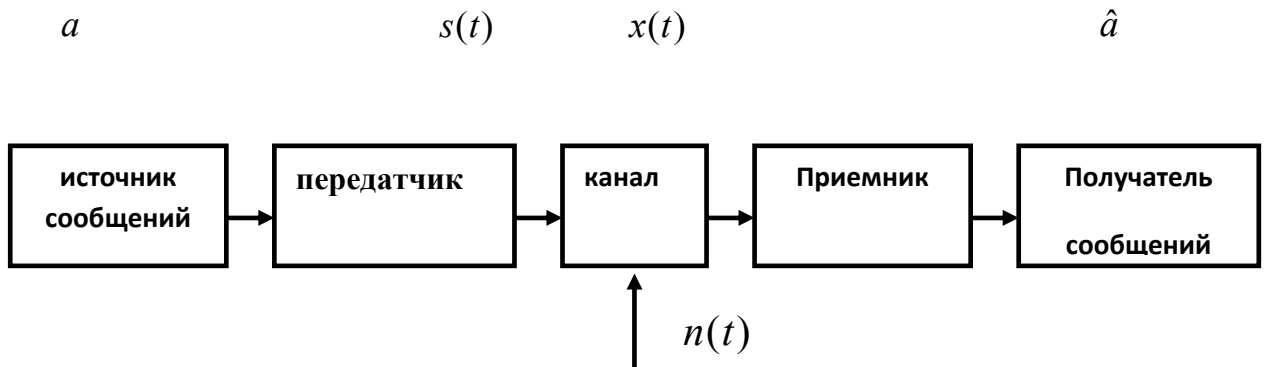 a s(t) x(t) â
источник
сообщений
передатчик
канал
Приемник
Получатель
сообщений
n(t)